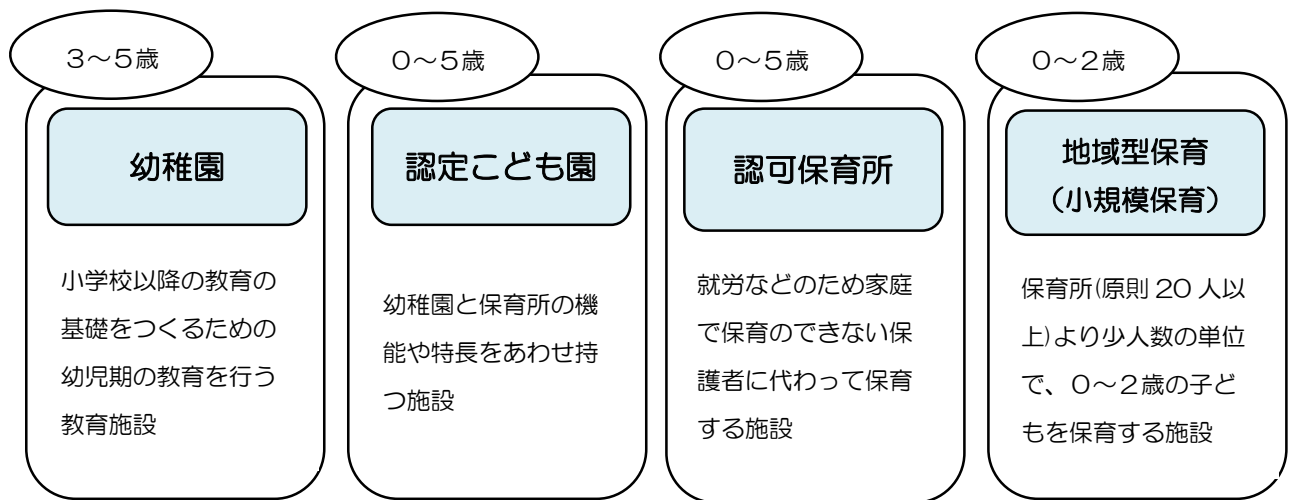 3～5歳
幼稚園
小学校以降の教育の
基礎をつくるための
幼児期の教育を行う
教育施設
0～5歳
認定こども園
幼稚園と保育所の機
能や特長をあわせ持
つ施設
0～5歳
認可保育所
就労などのため家庭
で保育のできない保
護者に代わって保育
する施設
0～2歳
地域型保育
（小規模保育）
保育所(原則 20 人以
上)より少人数の単位
で、0～2歳の子ど
もを保育する施設